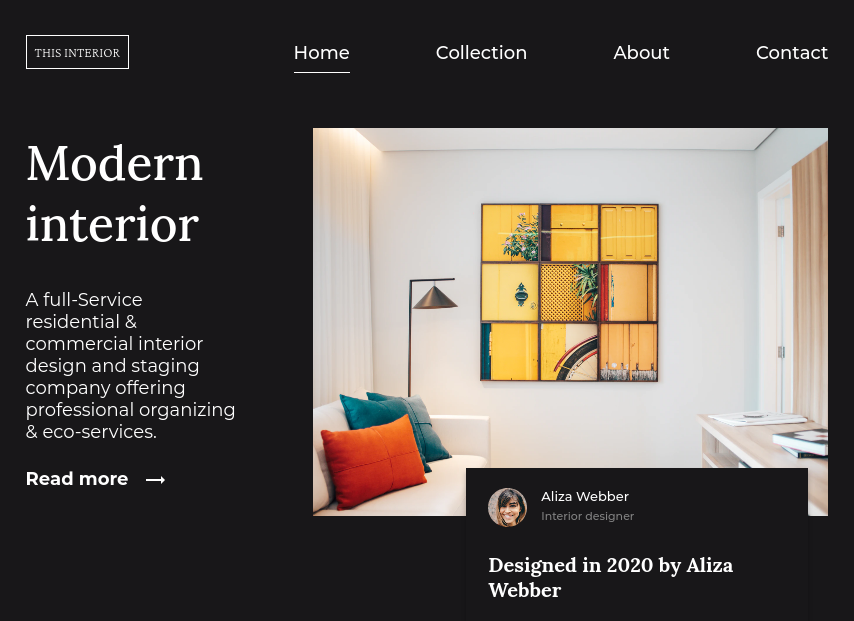 THIS INTERIOR
Home
Collection
About
Contact
Modern
interior
A full-Service
residential &
commercial interior
design and staging
company offering
professional organizing
& eco-services.
Read more
Aliza Webber
Interior designer
Designed in 2020 by Aliza
Webber